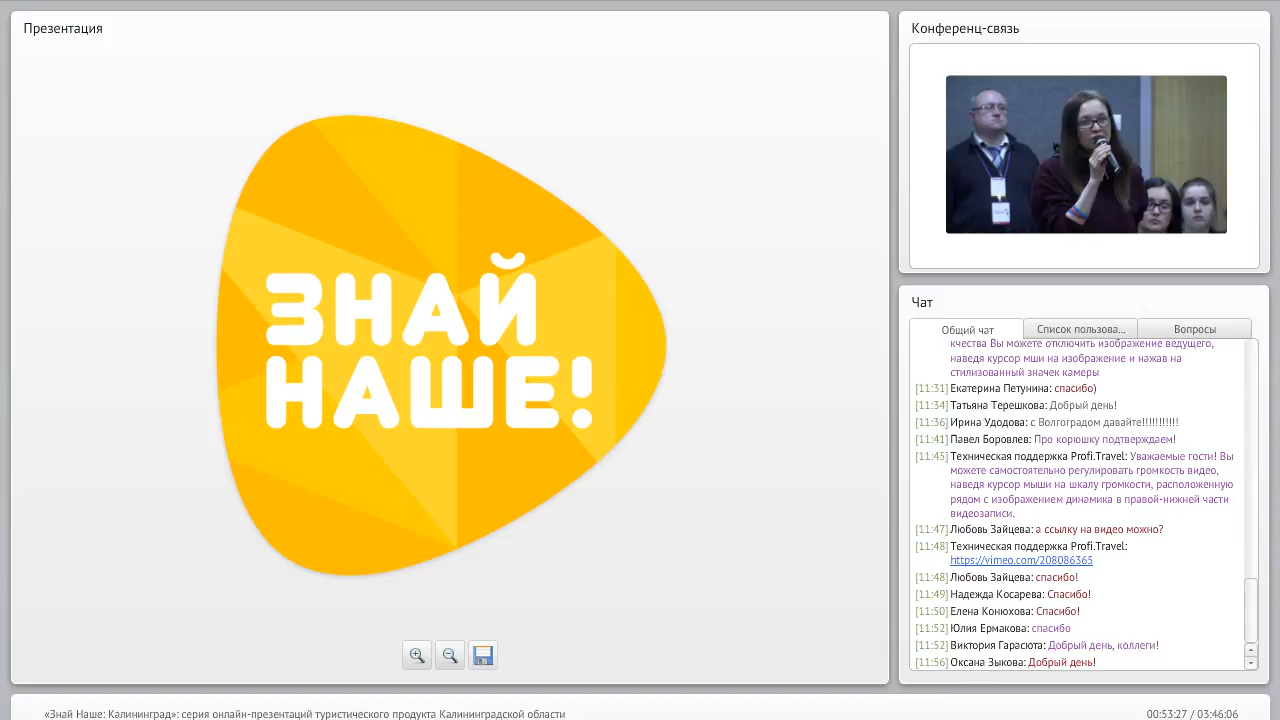 Презентация
ЗНАЙ
НАШЕ!
Конференц-связь
Чат
Общий чат
Список пользова...
Вопросы
кчества Вы можете отключить изображение ведущего,
наведя курсор мши на изображение и нажав на
стилизованный значек камеры
[11:31] Екатерина Петунина: спасибо)
[11:34] Татьяна Терешкова: Добрый день!
[11:36] Ирина Удодова: с Волгоградом давайте!!!!!!!!!!!
[11:41] Павел Боровлев: Про корюшку подтверждаем!
[11:45] Техническая поддержка Profi.Travel: Уважаемые гости! Вы
можете самостоятельно регулировать громкость видео,
наведя курсор мыши на шкалу громкости, расположенную
рядом с изображением динамика в правой-нижней части
видеозаписи.
[11:47] Любовь Зайцева: а ссылку на видео можно?
[11:48] Техническая поддержка Profi.Travel:
https://vimeo.com/208086365
[11:48] Любовь Зайцева: спасибо!
[11:49] Надежда Косарева: Спасибо!
[11:50] Елена Конюхова: Спасибо!
[11:52] Юлия Ермакова: спасибо
[11:52] Виктория Гарасюта: Добрый день, коллеги!
[11:56] Оксана Зыкова: Добрый день!
«Знай Наше: Калининград»: серия онлайн-презентаций туристического продукта Калининградской области
00:53:27 / 03:46:06